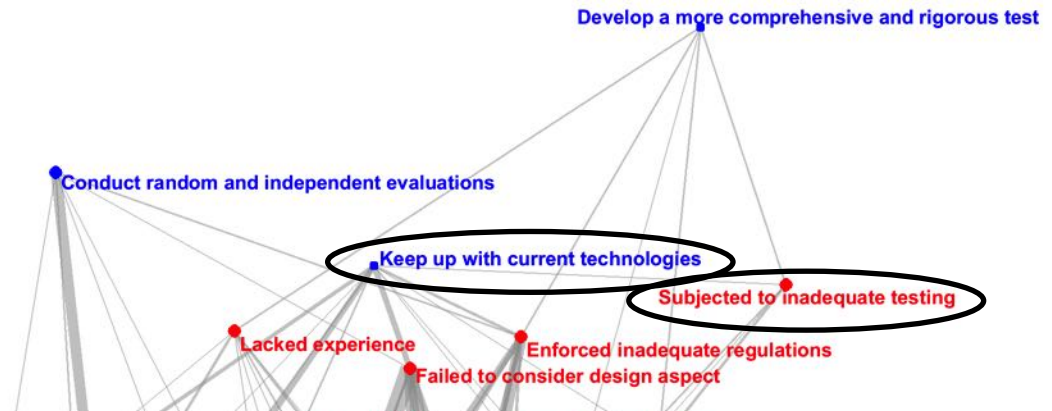 Develop a more comprehensive and rigorous test
Conduct random and independent evaluations
Keep up with current technologies
Subjected to inadequate testing
Lacked experience
Enforced inadequate regulations
Failed to consider design aspect